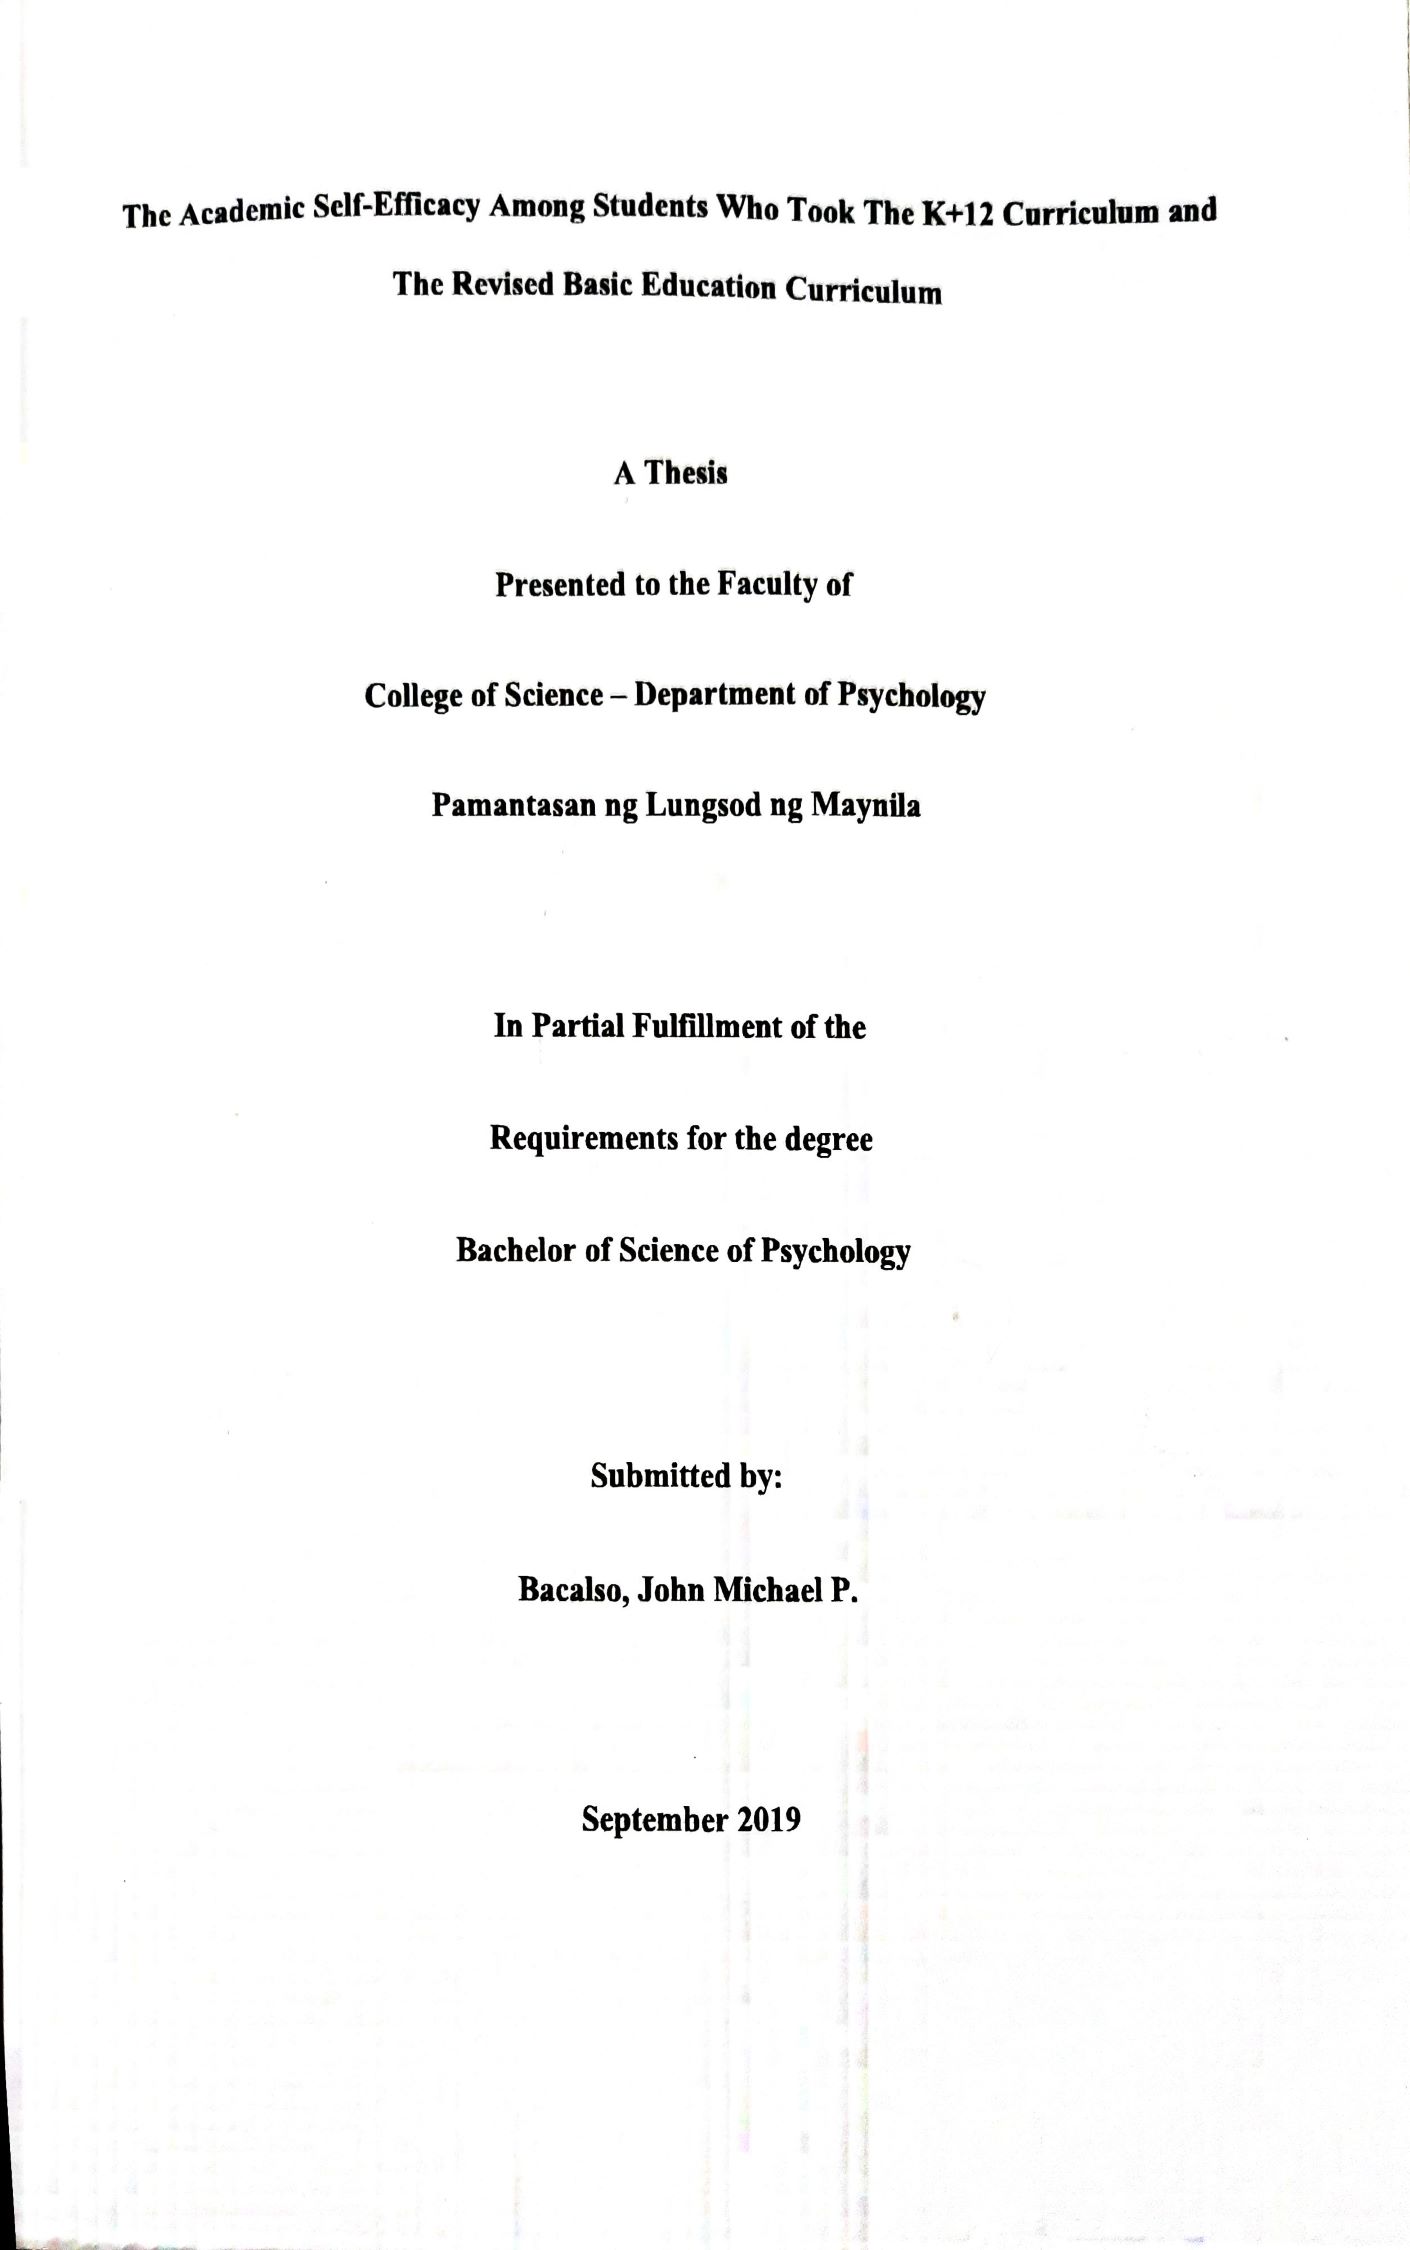 The Academic Self-Efficacy Among Students Who Took The K+12 Curriculum and
The Revised Basic Education Curriculum
A Thesis
Presented to the Faculty of
College of Science – Department of Psychology
Pamantasan ng Lungsod ng Maynila
In Partial Fulfillment of the
Requirements for the degree
Bachelor of Science of Psychology
Submitted by:
Bacalso, John Michael P.
September 2019